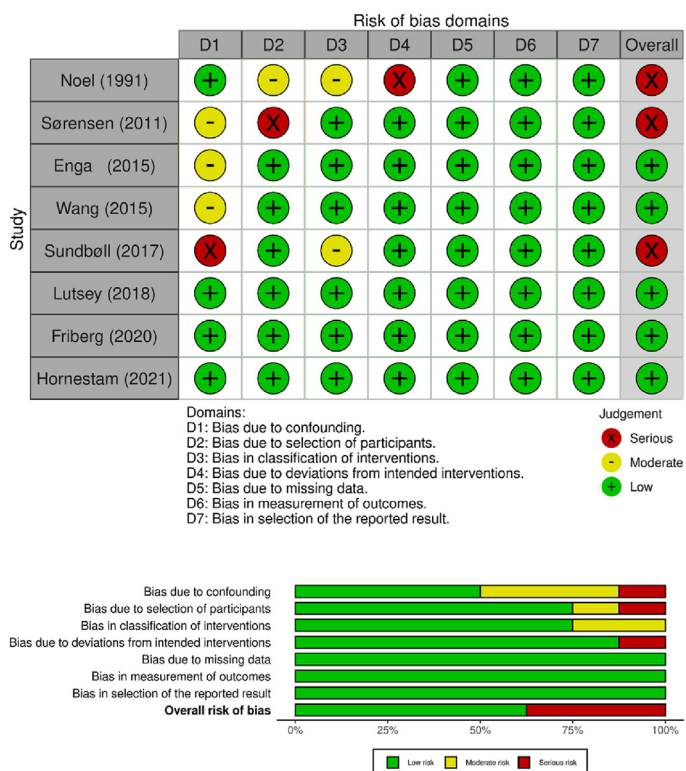 Risk of bias domains
D1 D2 D3 D4 D5 D6 D7 Overall
Study
Noel (1991) + - - X + + + X
Sørensen (2011) - X + + + + + X
Enga (2015) - + + + + + + +
Wang (2015) - + + + + + + +
Sundbøll (2017) X + - + + + + X
Lutsey (2018) + + + + + + + +
Friberg (2020) + + + + + + + +
Hornestam (2021) + + + + + + + +
Domains:
D1: Bias due to confounding.
D2: Bias due to selection of participants.
D3: Bias in classification of interventions.
D4: Bias due to deviations from intended interventions.
D5: Bias due to missing data.
D6: Bias in measurement of outcomes.
D7: Bias in selection of the reported result.
Judgement
X Serious
- Moderate
+ Low
Bias due to confounding
Bias due to selection of participants
Bias in classification of interventions
Bias due to deviations from intended interventions
Bias due to missing data
Bias in measurement of outcomes
Bias in selection of the reported result
Overall risk of bias
0% 25% 50% 75% 100%
Low risk Moderate risk Serious risk